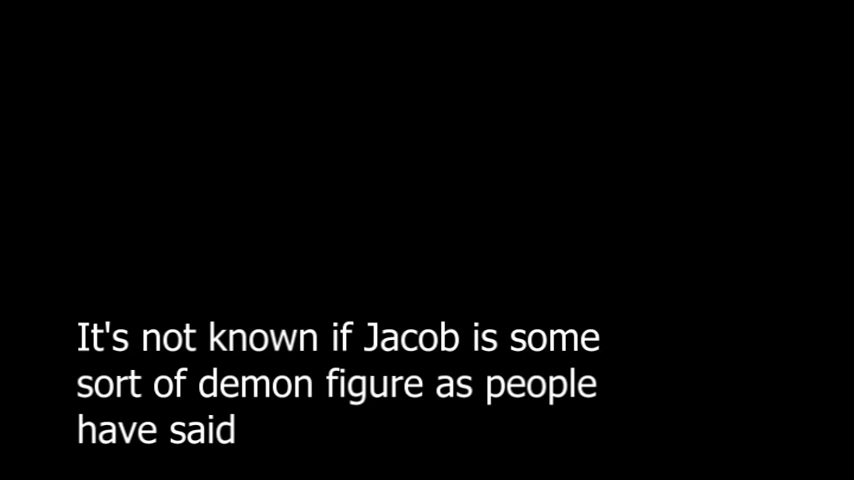 It's not known if Jacob is some
sort of demon figure as people
have said